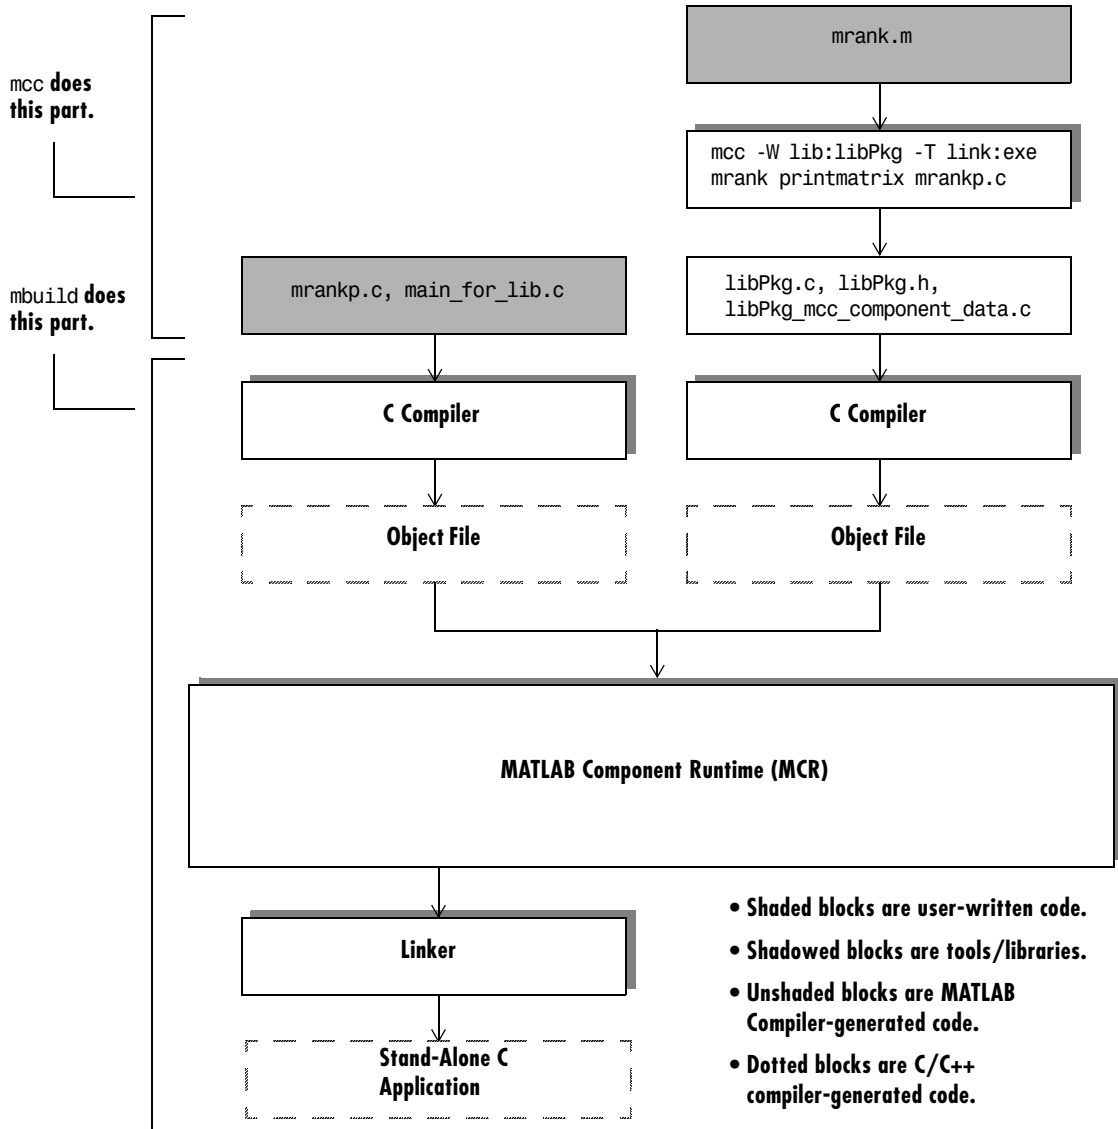 mrank.m
mcc does
this part.
mcc -W lib:libPkg -T link:exe
mrank printmatrix mrankp.c
mbuild does
this part.
mrankp.c, main_for_lib.c
libPkg.c, libPkg.h,
libPkg_mcc_component_data.c
C Compiler
C Compiler
Object File
Object File
MATLAB Component Runtime (MCR)
Linker
Stand-Alone C
Application
• Shaded blocks are user-written code.
• Shadowed blocks are tools/libraries.
• Unshaded blocks are MATLAB
Compiler-generated code.
• Dotted blocks are C/C++
compiler-generated code.